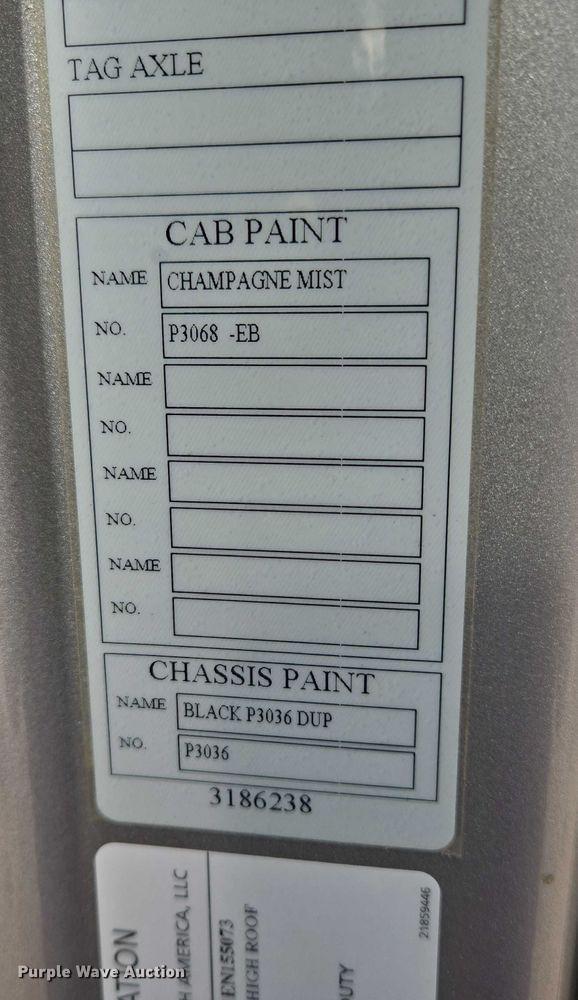 TAG AXLE
CAB PAINT
NAME CHAMPAGNE MIST
NO. P3068 -EB
NAME
NO.
NAME
NO.
NAME
NO.
CHASSIS PAINT
NAME BLACK P3036 DUP
NO. P3036
3186238
ATION
H AMERICA, LLC
EN155073
HIGH ROOF
UTY
21859446
Purple Wave Auction